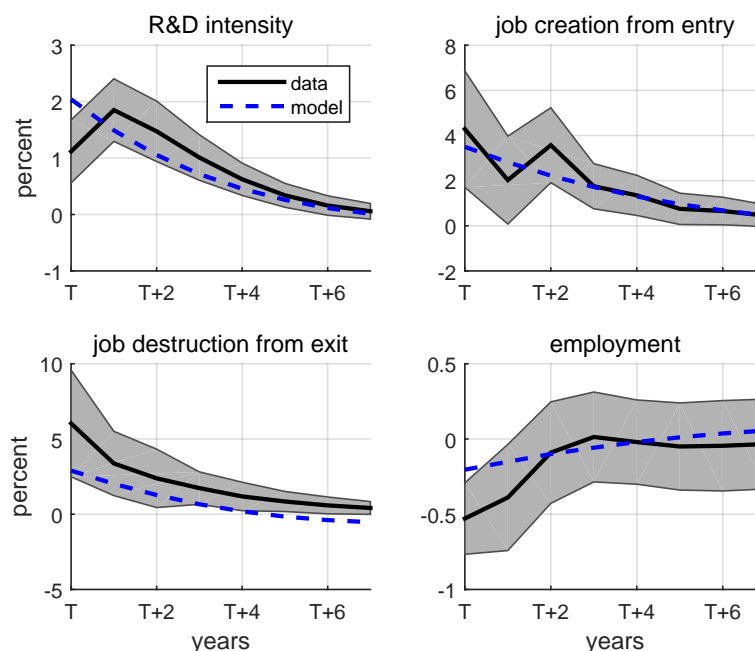 R&D intensity
3
2
1
0
-1
percent
T
T+2
T+4
T+6
data
model
job creation from entry
8
6
4
2
0
-2
T
T+2
T+4
T+6
job destruction from exit
10
5
0
-5
percent
T
T+2
T+4
T+6
years
employment
0.5
0
-0.5
-1
T
T+2
T+4
T+6
years